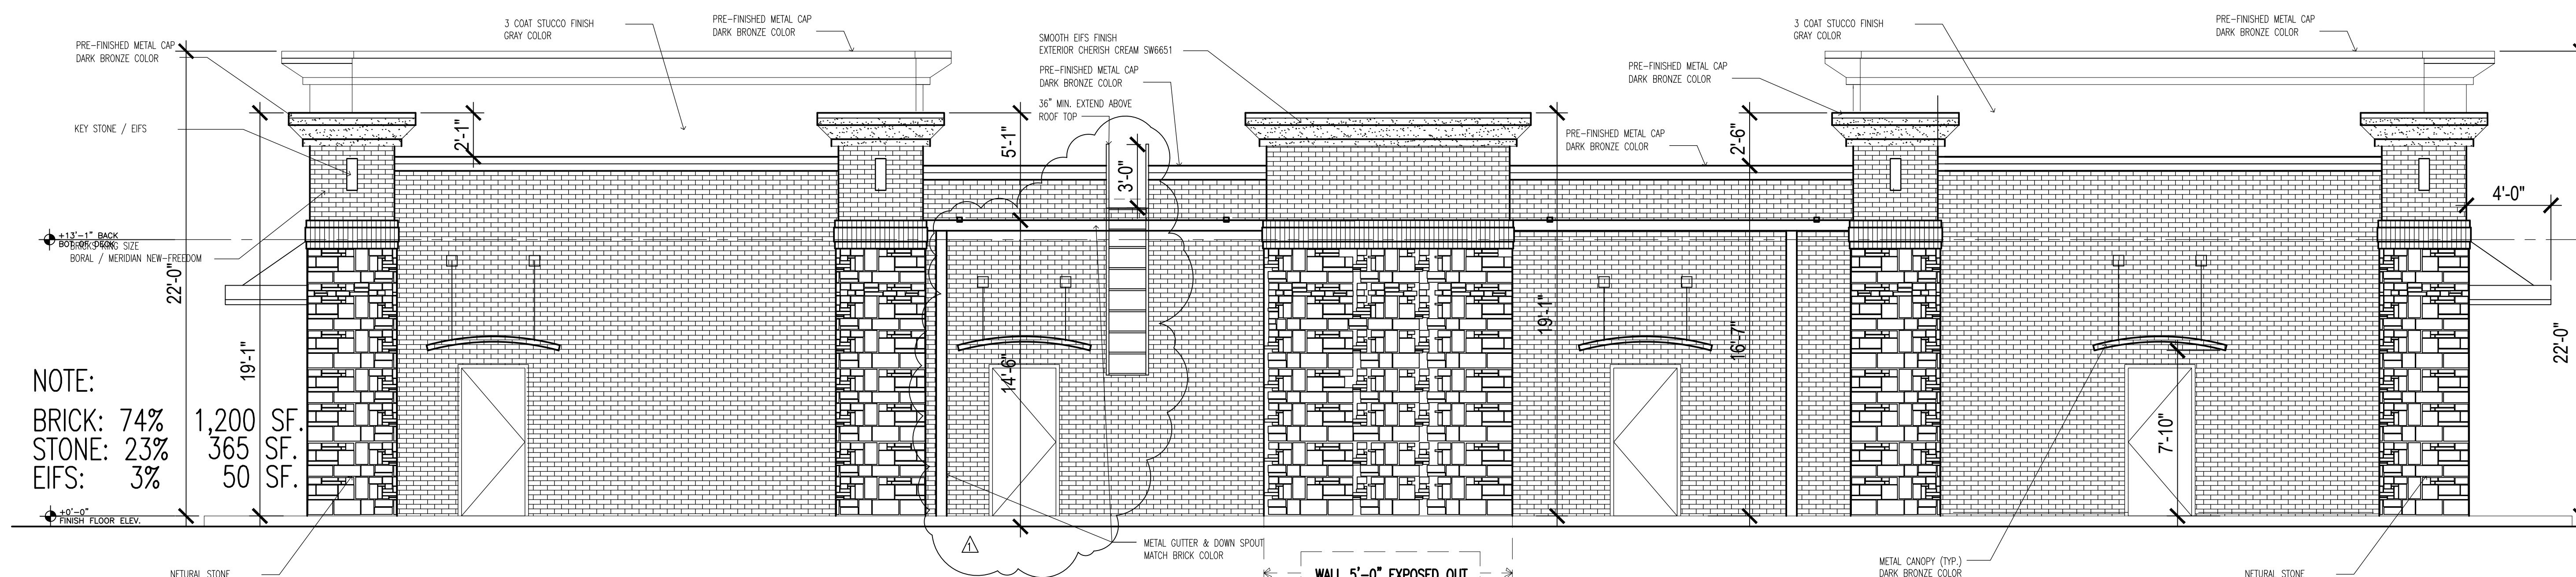 3 COAT STUCCO FINISH
GRAY COLOR
PRE-FINISHED METAL CAP
DARK BRONZE COLOR
PRE-FINISHED METAL CAP
DARK BRONZE COLOR
SMOOTH EIFS FINISH
EXTERIOR CHERISH CREAM SW6651
PRE-FINISHED METAL CAP
DARK BRONZE COLOR
36" MIN. EXTEND ABOVE
ROOF TOP
3 COAT STUCCO FINISH
GRAY COLOR
PRE-FINISHED METAL CAP
DARK BRONZE COLOR
PRE-FINISHED METAL CAP
DARK BRONZE COLOR
PRE-FINISHED METAL CAP
DARK BRONZE COLOR
KEY STONE / EIFS
2'-1"
5'-1"
3'-0"
2'-6"
4'-0"
+13'-1" BACK
BOT OF DECK
BRICKS KING SIZE
BORAL / MERIDIAN NEW-FREEDOM
22'-0"
19'-1"
14'-6"
19'-1"
16'-7"
7'-10"
22'-0"
NOTE:
BRICK: 74% 1,200 SF.
STONE: 23% 365 SF.
EIFS: 3% 50 SF.
+0'-0"
FINISH FLOOR ELEV.
1
METAL GUTTER & DOWN SPOUT
MATCH BRICK COLOR
METAL CANOPY (TYP.)
DARK BRONZE COLOR
NETURAL STONE
WALL 5'-0" EXPOSED OUT
NETURAL STONE